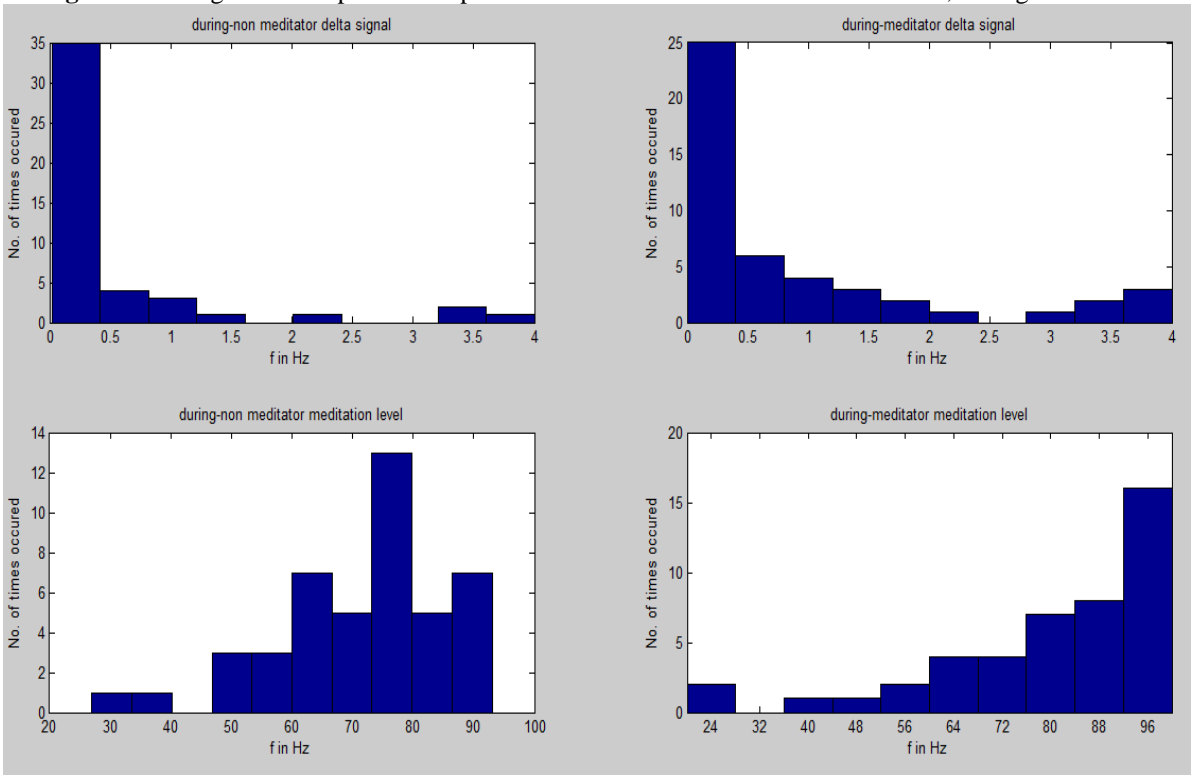 during-non meditator delta signal
No. of times occured
35
30
25
20
15
10
5
0
0 0.5 1 1.5 2 2.5 3 3.5 4
f in Hz
during-meditator delta signal
No. of times occured
25
20
15
10
5
0
0 0.5 1 1.5 2 2.5 3 3.5 4
f in Hz
during-non meditator meditation level
No. of times occured
14
12
10
8
6
4
2
0
20 30 40 50 60 70 80 90 100
f in Hz
during-meditator meditation level
No. of times occured
20
15
10
5
0
24 32 40 48 56 64 72 80 88 96
f in Hz